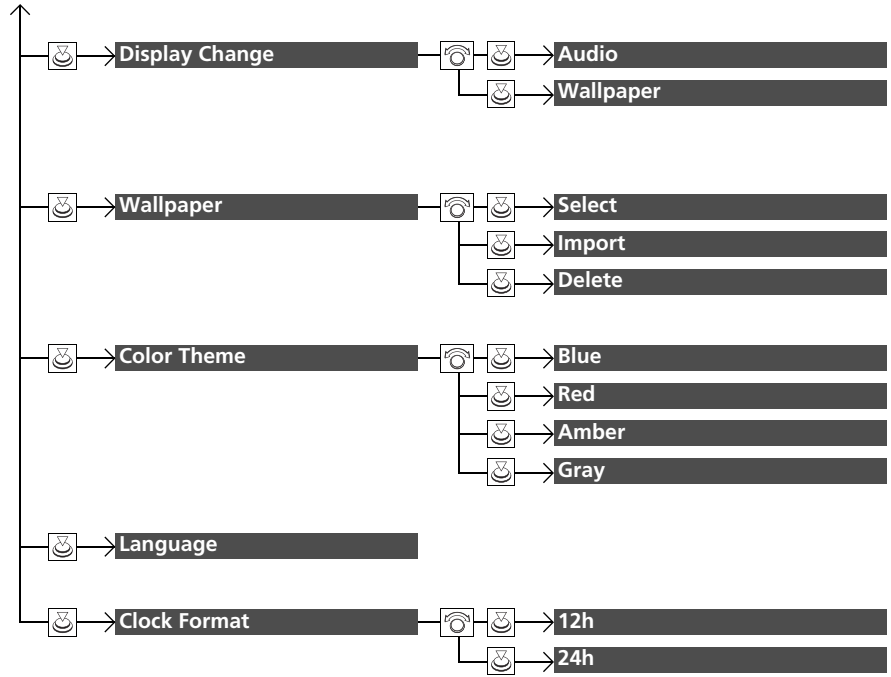 Display Change
Audio
Wallpaper
Wallpaper
Select
Import
Delete
Color Theme
Blue
Red
Amber
Gray
Language
Clock Format
12h
24h